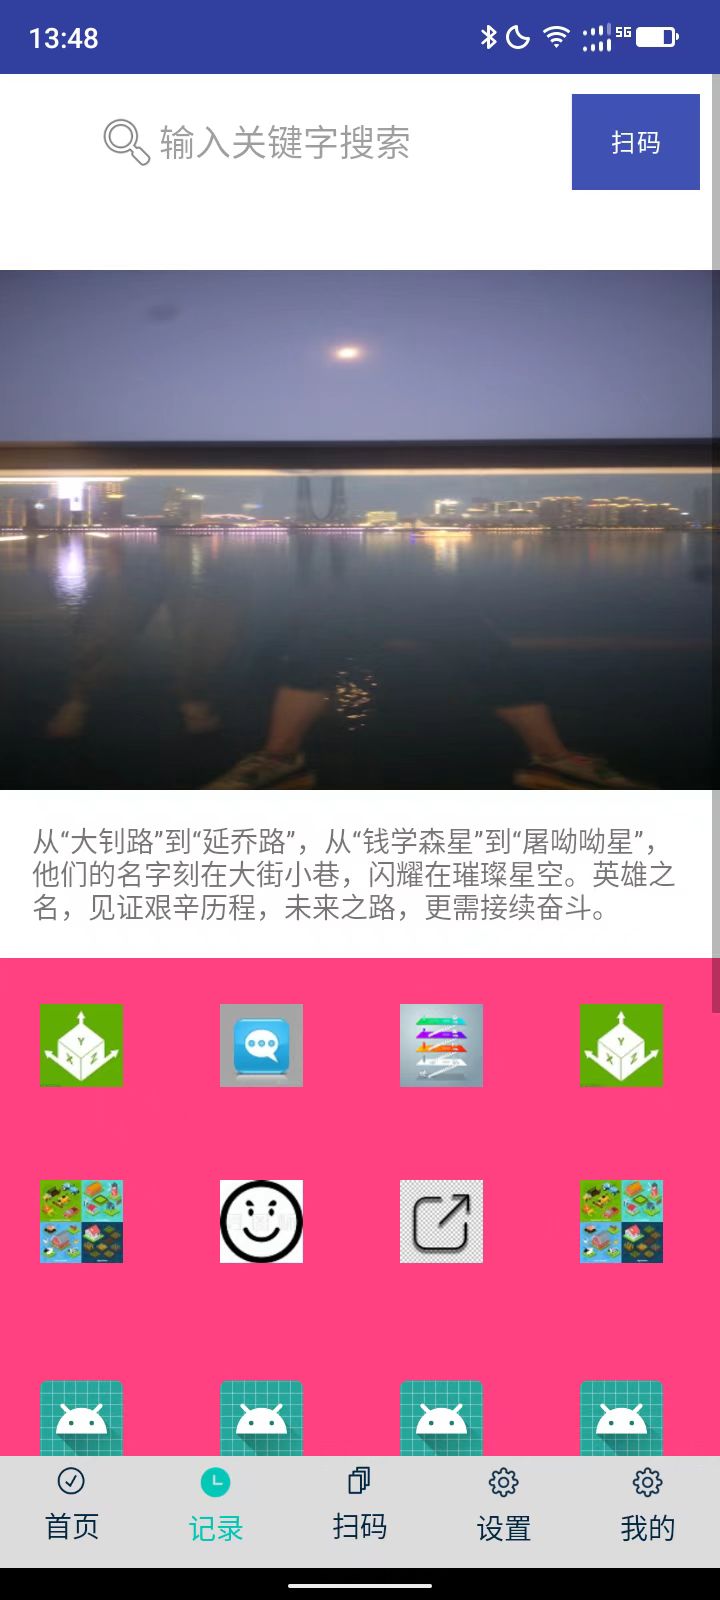 13:48
5G
输入关键字搜索
扫码
从“大钊路”到“延乔路”，从“钱学森星”到“屠呦呦星”，
他们的名字刻在大街小巷，闪耀在璀璨星空。英雄之
名，见证艰辛历程，未来之路，更需接续奋斗。
Y
X Z
Y
X Z
首页
记录
扫码
设置
我的